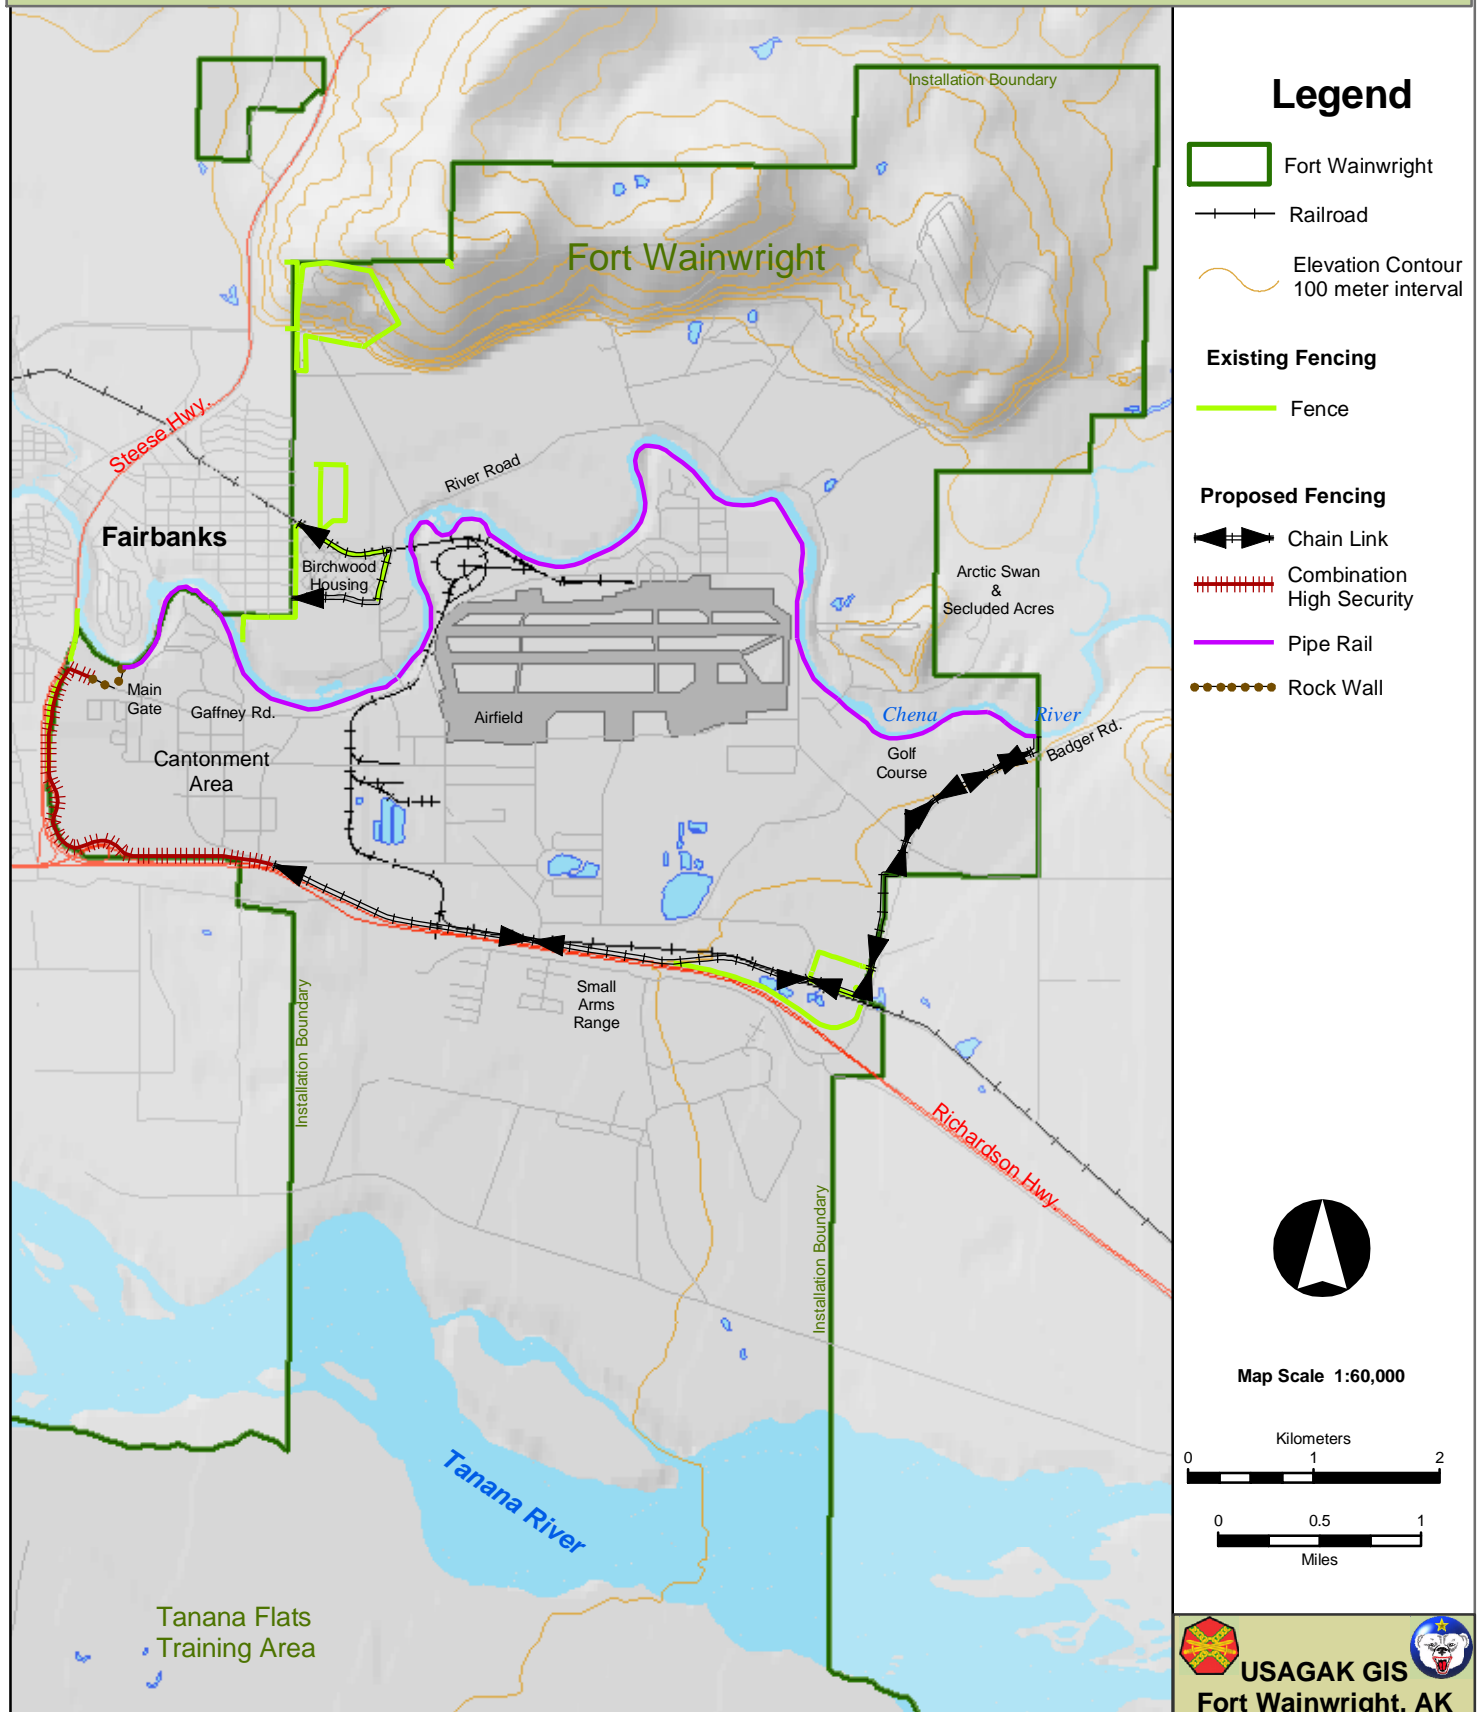 Installation Boundary
Fort Wainwright
Steese Hwy.
River Road
Fairbanks
Birchwood
Housing
Arctic Swan
&
Secluded Acres
Main
Gate
Gaffney Rd.
Airfield
Chena
River
Badger Rd.
Golf
Course
Cantonment
Area
Small
Arms
Range
Installation Boundary
Richardson Hwy.
Installation Boundary
Tanana River
Tanana Flats
Training Area
Legend
Fort Wainwright
Railroad
Elevation Contour
100 meter interval
Existing Fencing
Fence
Proposed Fencing
Chain Link
Combination
High Security
Pipe Rail
Rock Wall
Map Scale 1:60,000
Kilometers
0 1 2
0 0.5 1
Miles
USAGAK GIS
Fort Wainwright, AK